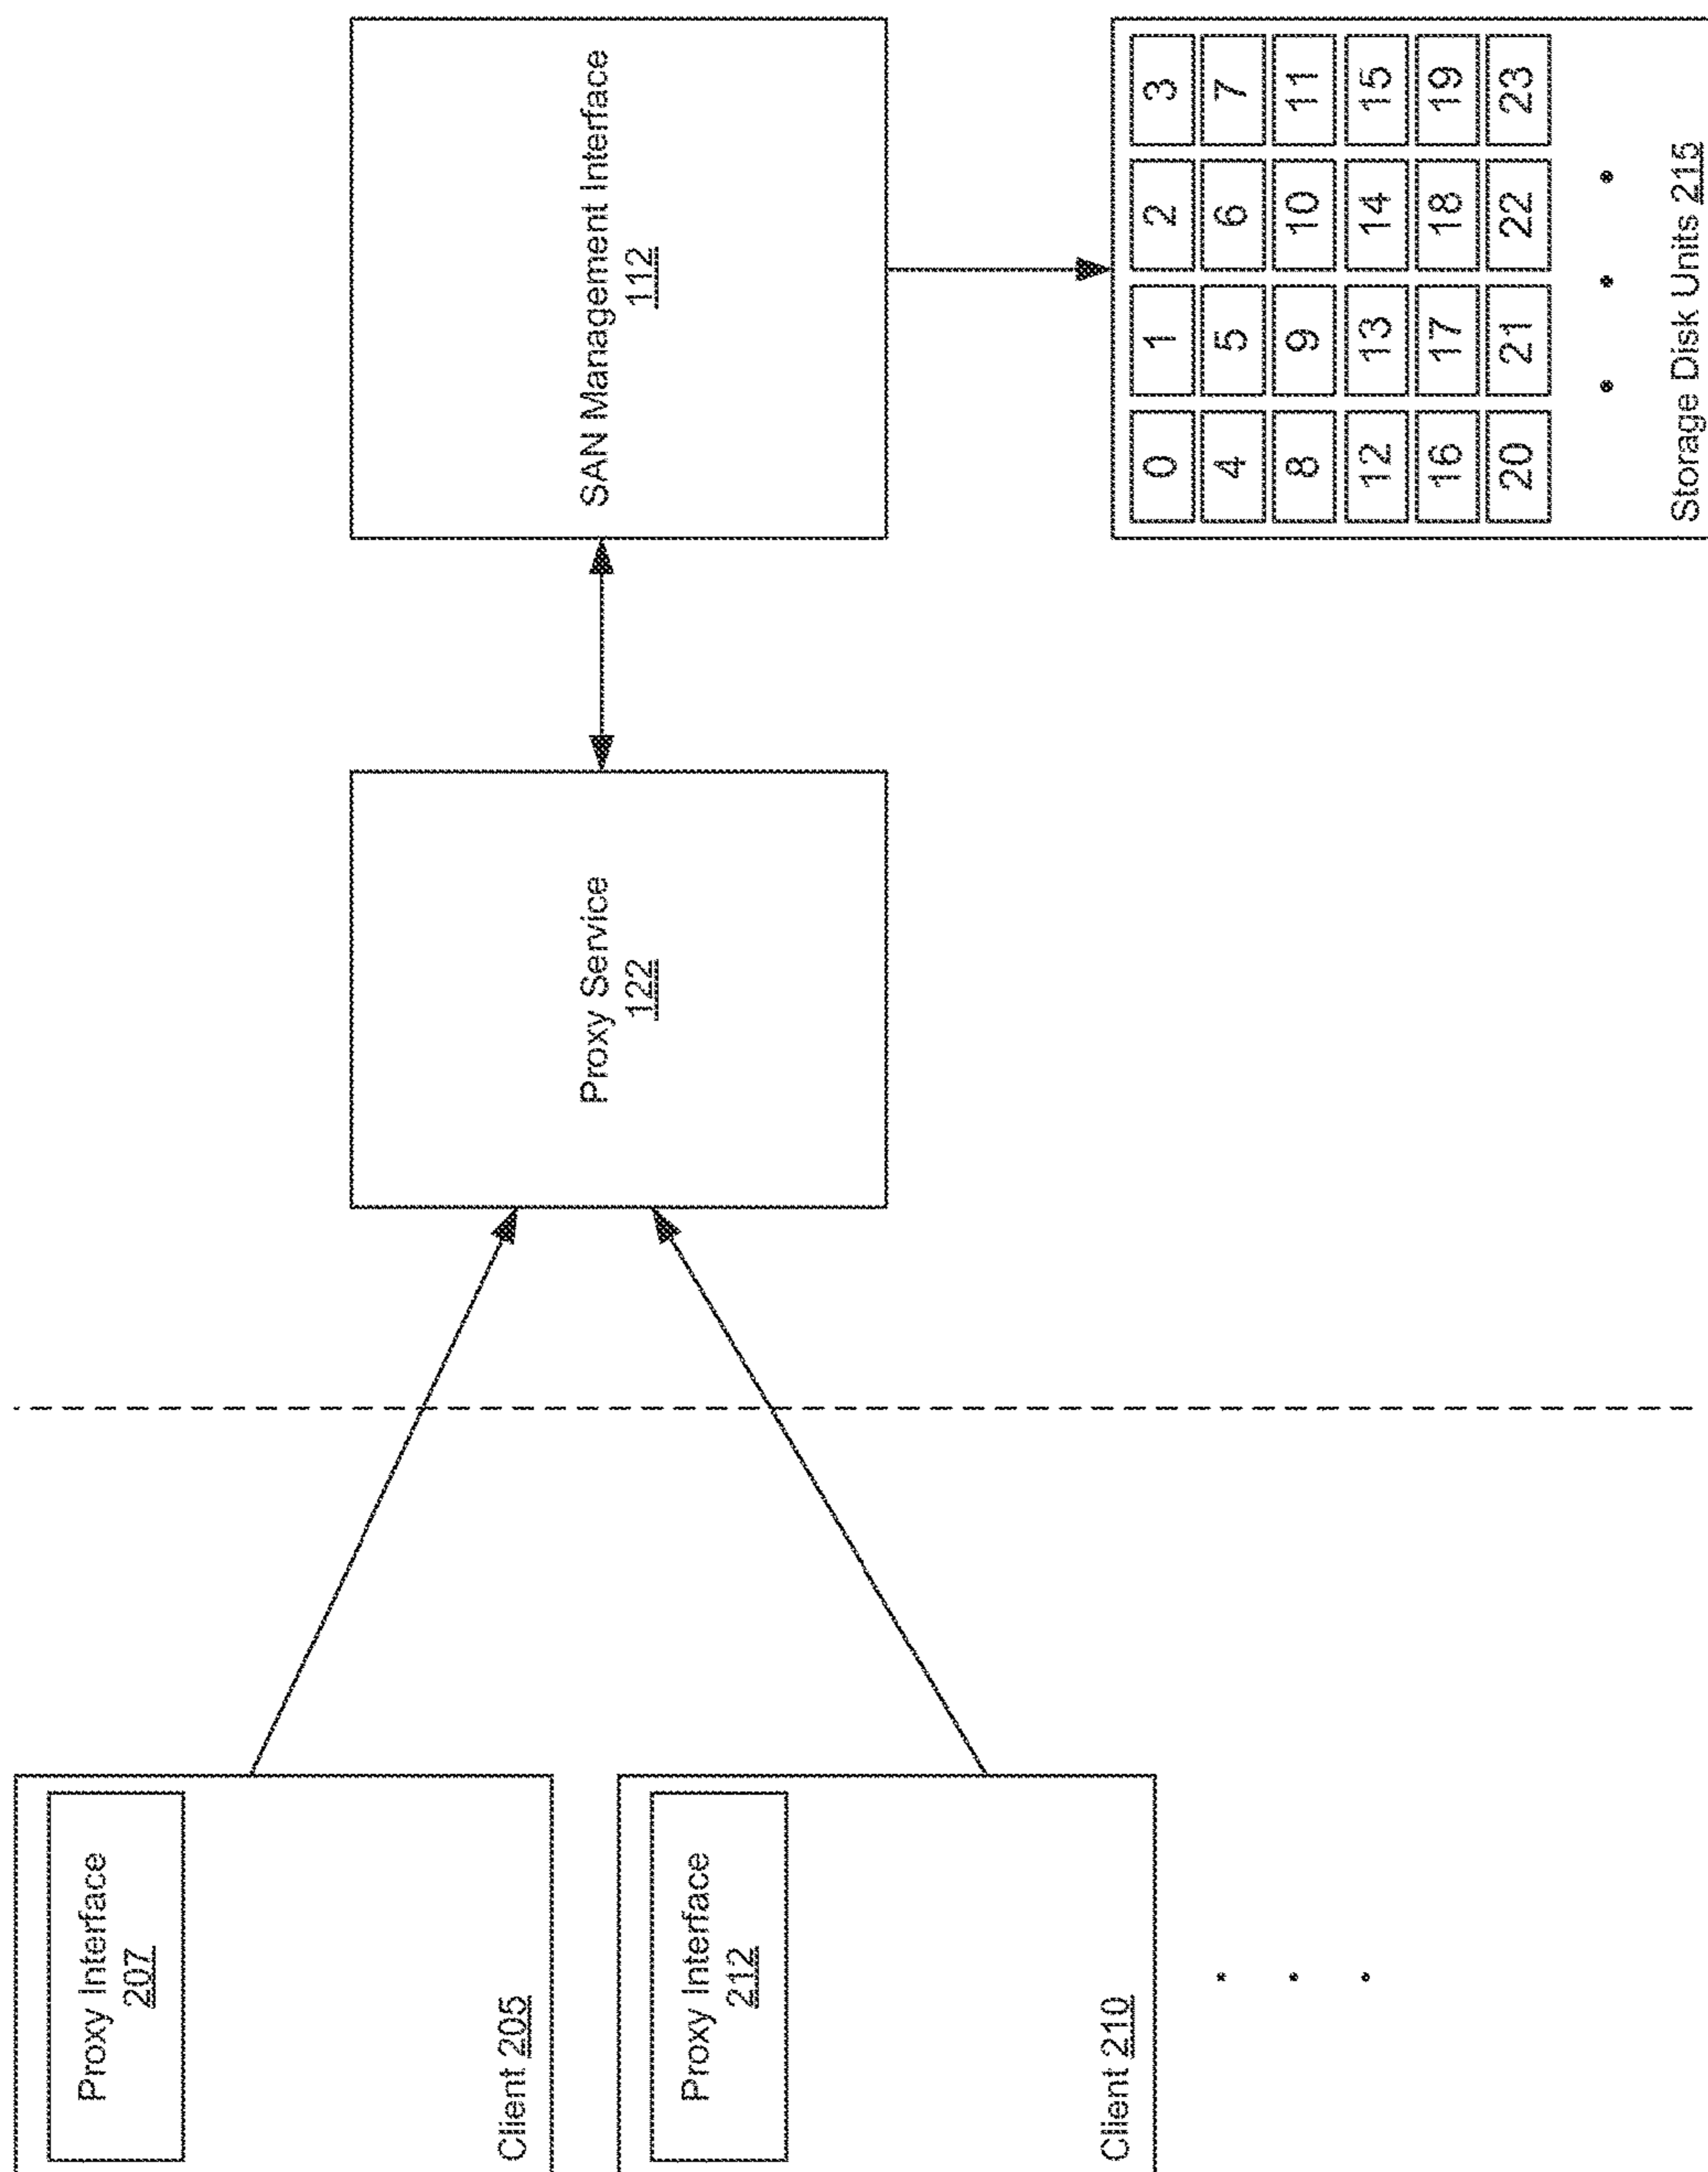 Proxy Interface
207
Client 205
Proxy Interface
212
Client 210
Proxy Service
122
SAN Management Interface
112
0 1 2 3
4 5 6 7
8 9 10 11
12 13 14 15
16 17 18 19
20 21 22 23
Storage Disk Units 215